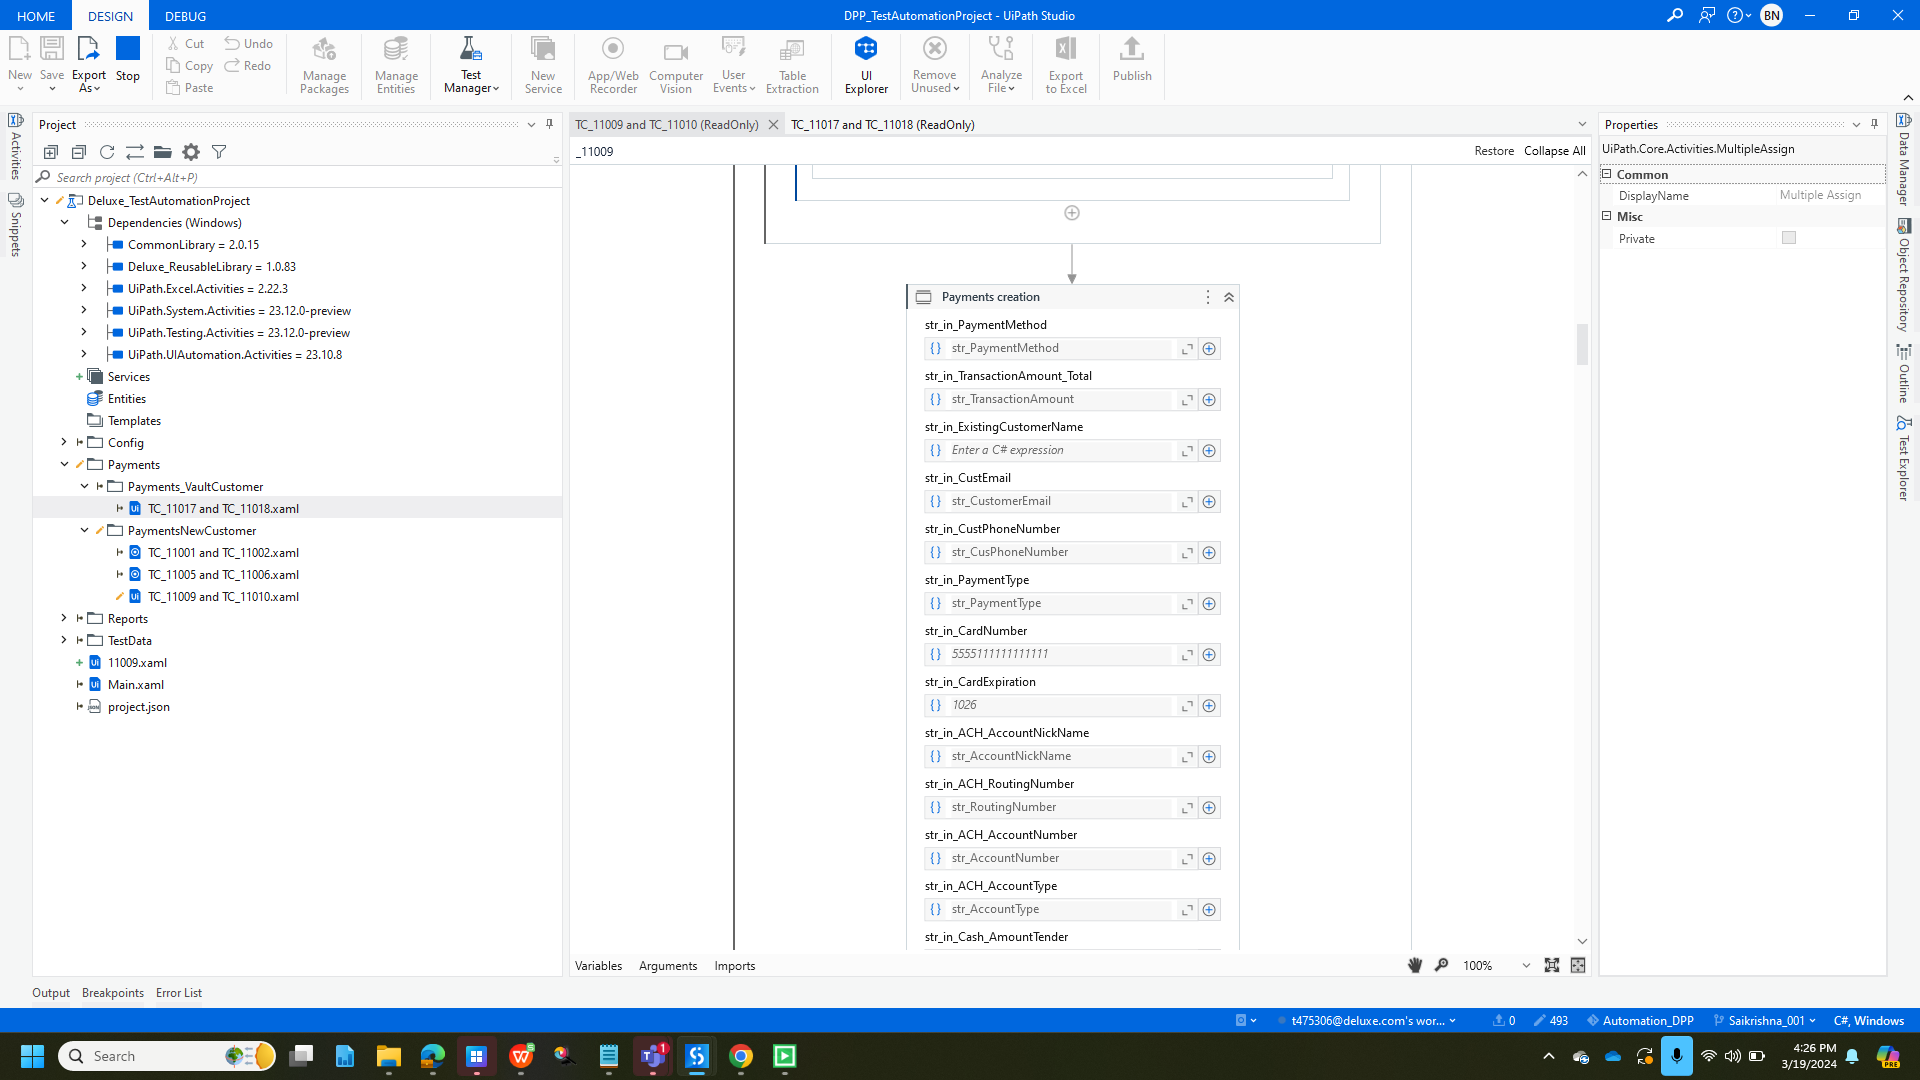 HOME DESIGN DEBUG
DPP_TestAutomationProject - UiPath Studio
BN
New
Save
Export As
Stop
Cut
Copy
Paste
Undo
Redo
Manage Packages
Manage Entities
Test Manager
New Service
App/Web Recorder
Computer Vision
User Events
Table Extraction
UI Explorer
Remove Unused
Analyze File
Export to Excel
Publish
Activities
Snippets
Project
Search project (Ctrl+Alt+P)
Deluxe_TestAutomationProject
Dependencies (Windows)
CommonLibrary = 2.0.15
Deluxe_ReusableLibrary = 1.0.83
UiPath.Excel.Activities = 2.22.3
UiPath.System.Activities = 23.12.0-preview
UiPath.Testing.Activities = 23.12.0-preview
UiPath.UIAutomation.Activities = 23.10.8
Services
Entities
Templates
Config
Payments
Payments_VaultCustomer
TC_11017 and TC_11018.xaml
PaymentsNewCustomer
TC_11001 and TC_11002.xaml
TC_11005 and TC_11006.xaml
TC_11009 and TC_11010.xaml
Reports
TestData
11009.xaml
Main.xaml
project.json
TC_11009 and TC_11010 (ReadOnly)
TC_11017 and TC_11018 (ReadOnly)
_11009
Restore Collapse All
Payments creation
str_in_PaymentMethod
str_PaymentMethod
str_in_TransactionAmount_Total
str_TransactionAmount
str_in_ExistingCustomerName
Enter a C# expression
str_in_CustEmail
str_CustomerEmail
str_in_CustPhoneNumber
str_CusPhoneNumber
str_in_PaymentType
str_PaymentType
str_in_CardNumber
5555111111111111
str_in_CardExpiration
1026
str_in_ACH_AccountNickName
str_AccountNickName
str_in_ACH_RoutingNumber
str_RoutingNumber
str_in_ACH_AccountNumber
str_AccountNumber
str_in_ACH_AccountType
str_AccountType
str_in_Cash_AmountTender
Variables Arguments Imports
100%
Properties
UiPath.Core.Activities.MultipleAssign
Common
DisplayName Multiple Assign
Misc
Private
Data Manager
Object Repository
Outline
Test Explorer
Output Breakpoints Error List
t475306@deluxe.com's wor...
0
493
Automation_DPP
Saikrishna_001
C#, Windows
Search
1
4:26 PM
3/19/2024
PRE